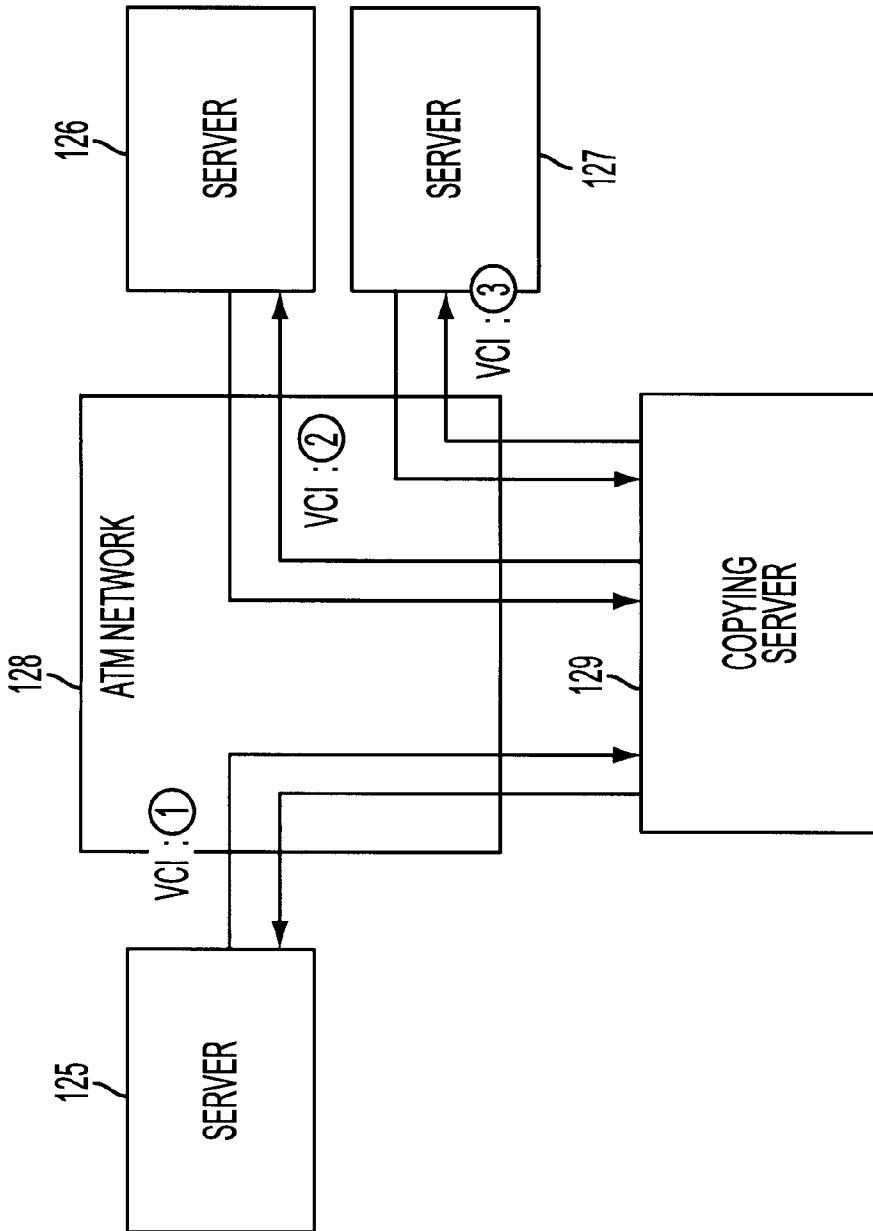 128
125
126
ATM NETWORK
VCI : ①
SERVER
SERVER
VCI : ②
SERVER
VCI : ③
127
129
COPYING
SERVER